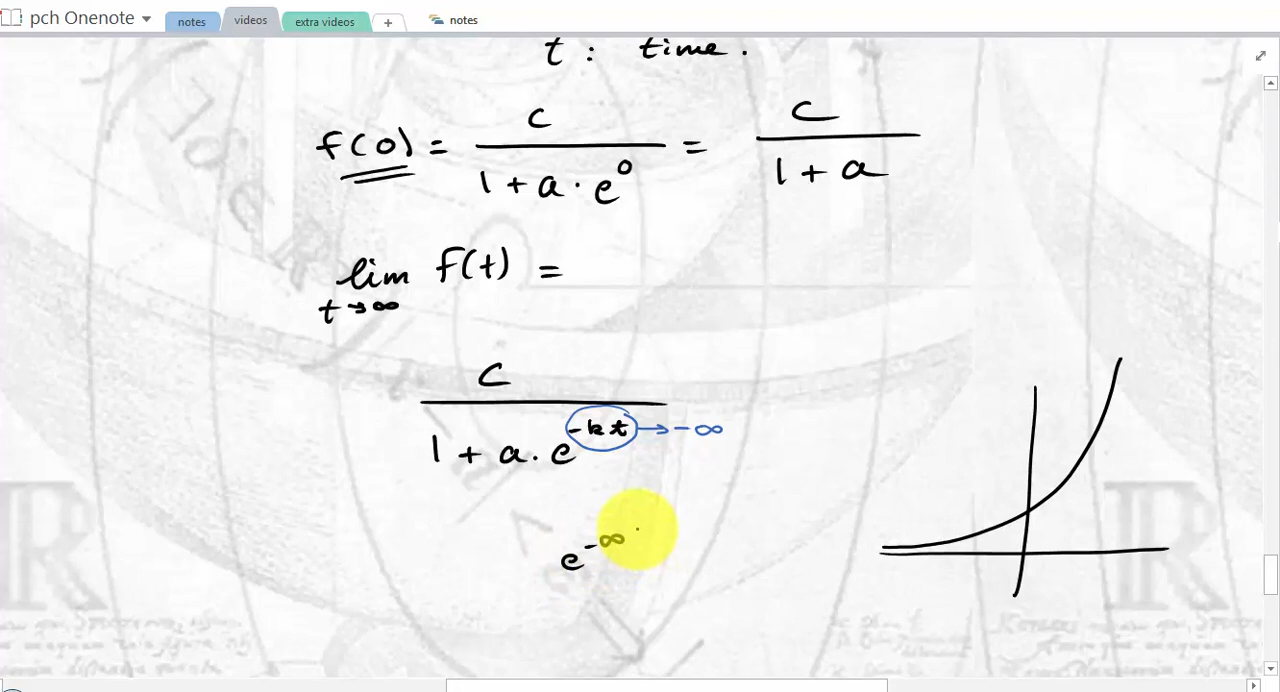 pch Onenote
notes videos extra videos + notes
t : time.
f(0) = c / (1 + a · e^0) = c / (1 + a)
lim t→∞ f(t) =
c / (1 + a · e^(-kt)) → -∞
e^-∞
R R